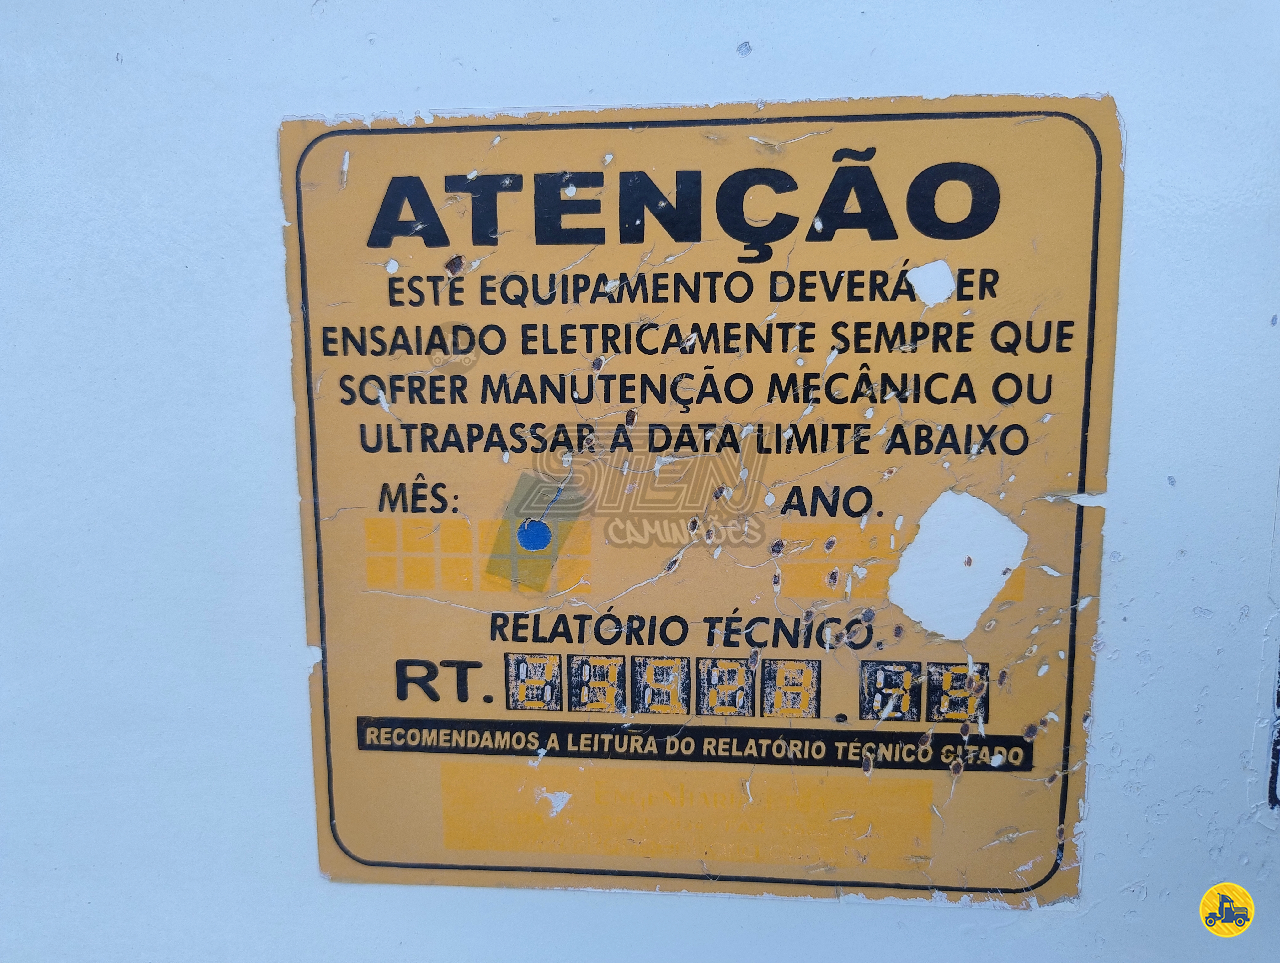 ATENÇÃO
ESTE EQUIPAMENTO DEVERÁ ER
ENSAIADO ELETRICAMENTE SEMPRE QUE
SOFRER MANUTENÇÃO MECÂNICA OU
ULTRAPASSAR A DATA LIMITE ABAIXO
MÊS: ANO.
STEN
CAMINHÕES
RELATÓRIO TÉCNICO.
RT.
RECOMENDAMOS A LEITURA DO RELATÓRIO TÉCNICO CITADO